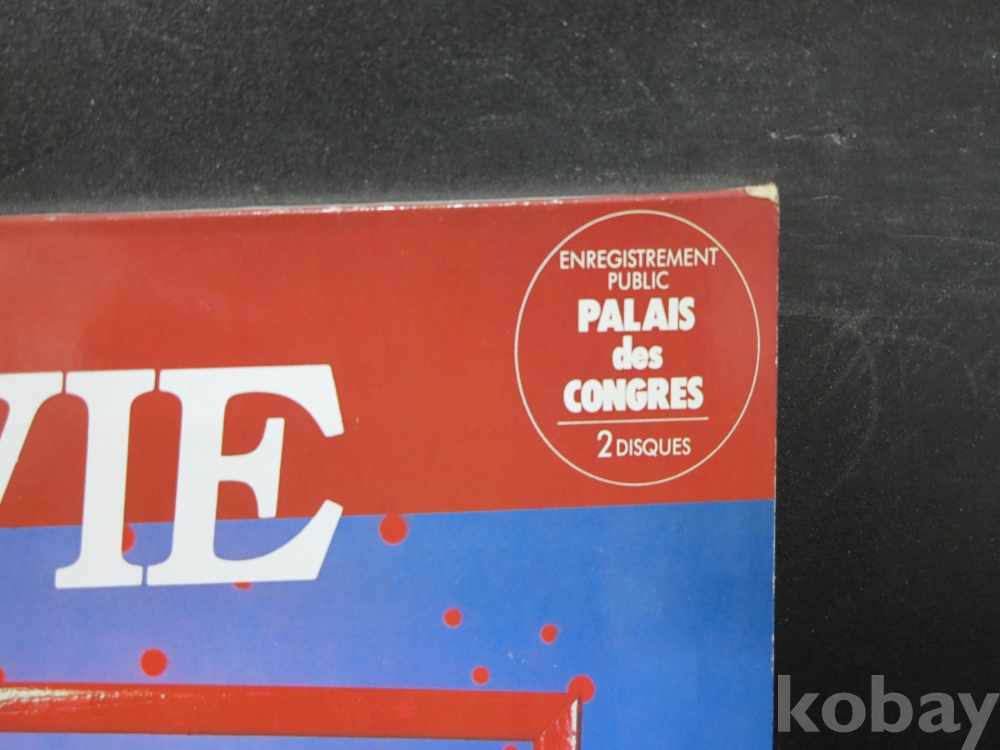 ENREGISTREMENT
PUBLIC
PALAIS
des
CONGRES
2 DISQUES
VIE
kobay